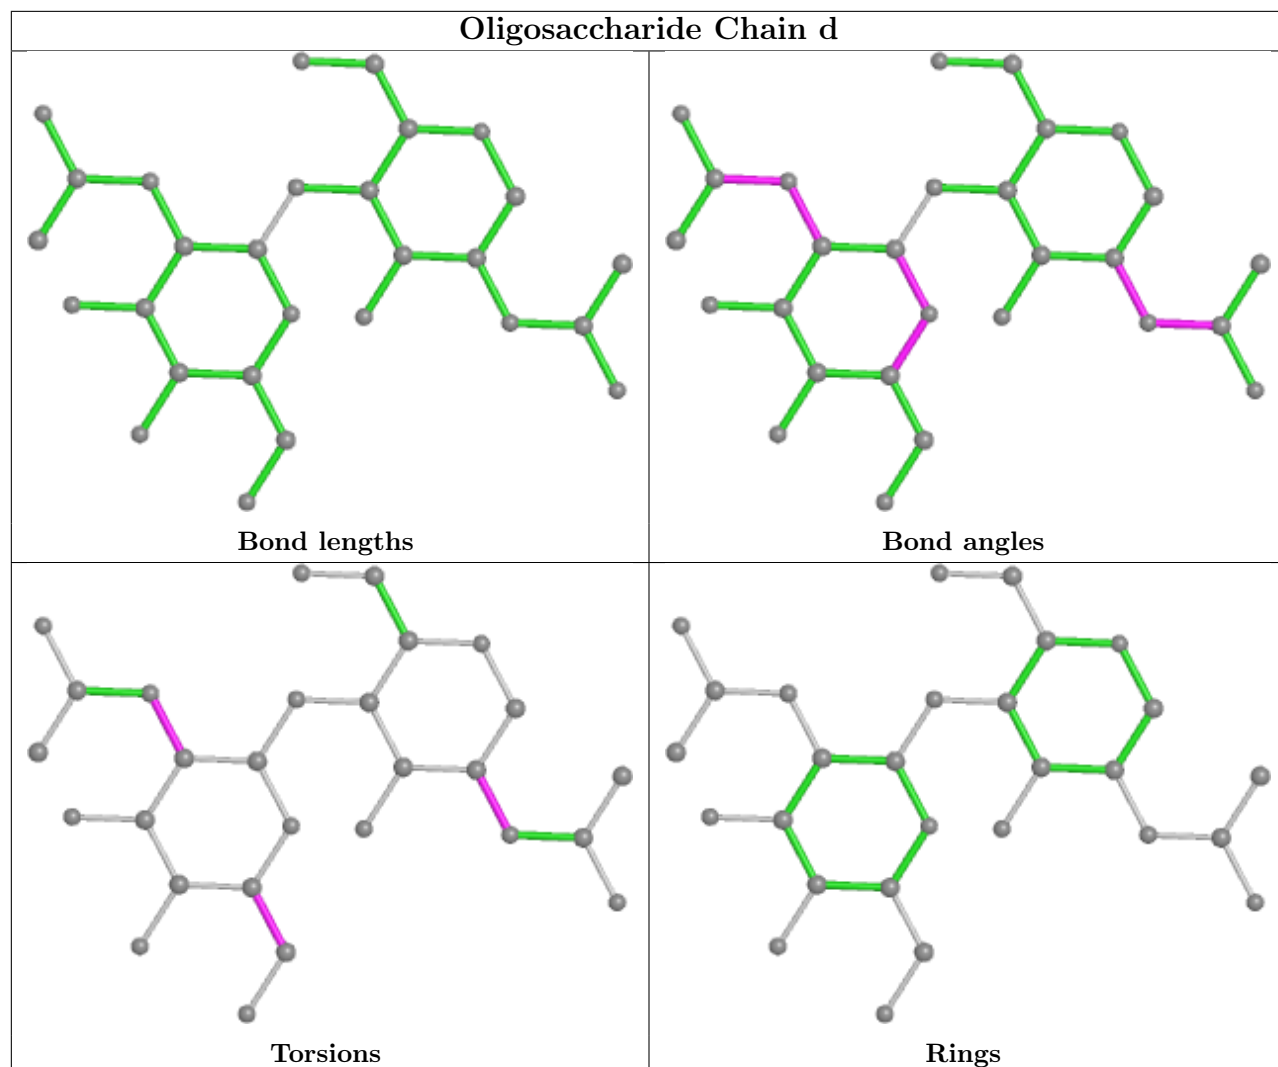 Oligosaccharide Chain d
Bond lengths
Bond angles
Torsions
Rings